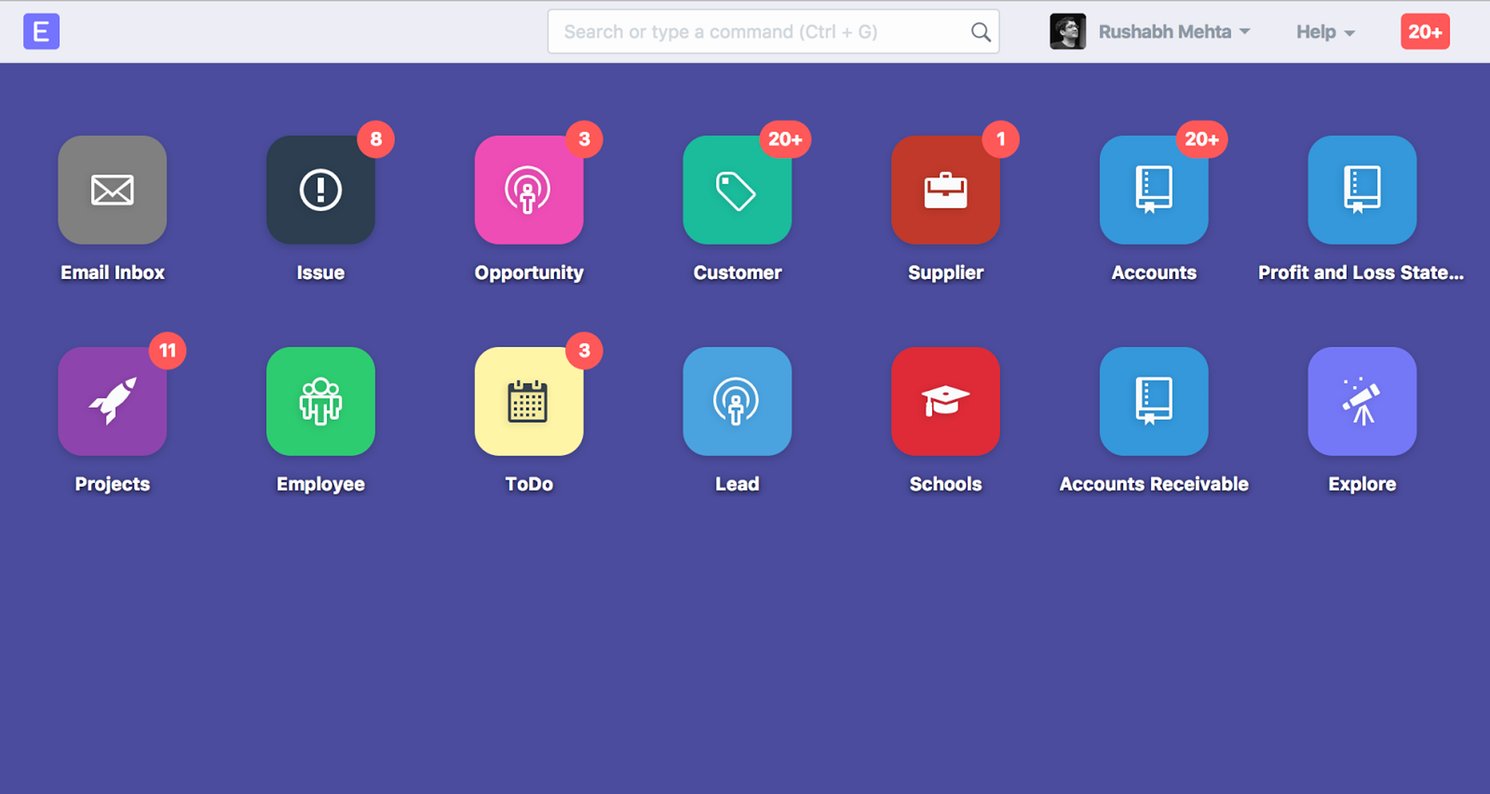 E
Search or type a command (Ctrl + G)
Rushabh Mehta
Help
20+
8
3
20+
1
20+
Email Inbox
Issue
Opportunity
Customer
Supplier
Accounts
Profit and Loss State...
11
3
Projects
Employee
ToDo
Lead
Schools
Accounts Receivable
Explore